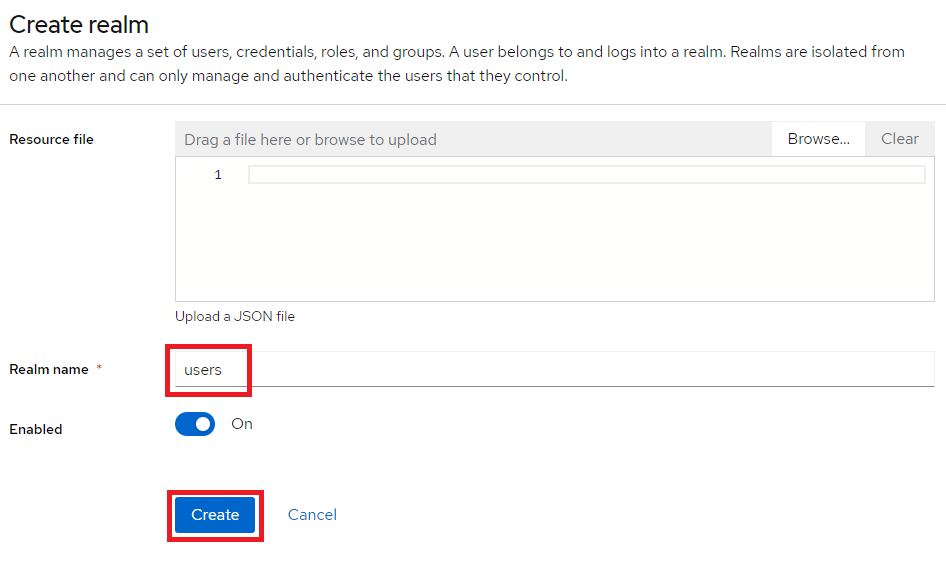 Create realm
A realm manages a set of users, credentials, roles, and groups. A user belongs to and logs into a realm. Realms are isolated from
one another and can only manage and authenticate the users that they control.
Resource file
Drag a file here or browse to upload
Browse...
Clear
1
Upload a JSON file
Realm name *
users
Enabled
On
Create
Cancel